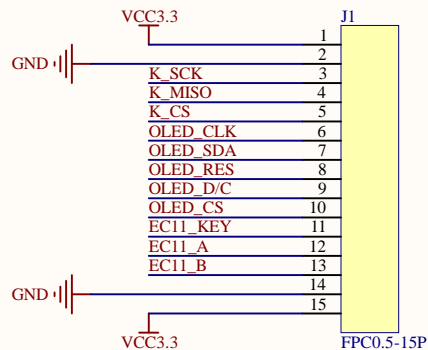 VCC3.3
J1
1
GND
2
K_SCK 3
K_MISO 4
K_CS 5
OLED_CLK 6
OLED_SDA 7
OLED_RES 8
OLED_D/C 9
OLED_CS 10
EC11_KEY 11
EC11_A 12
EC11_B 13
GND
14
15
VCC3.3
FPC0.5-15P